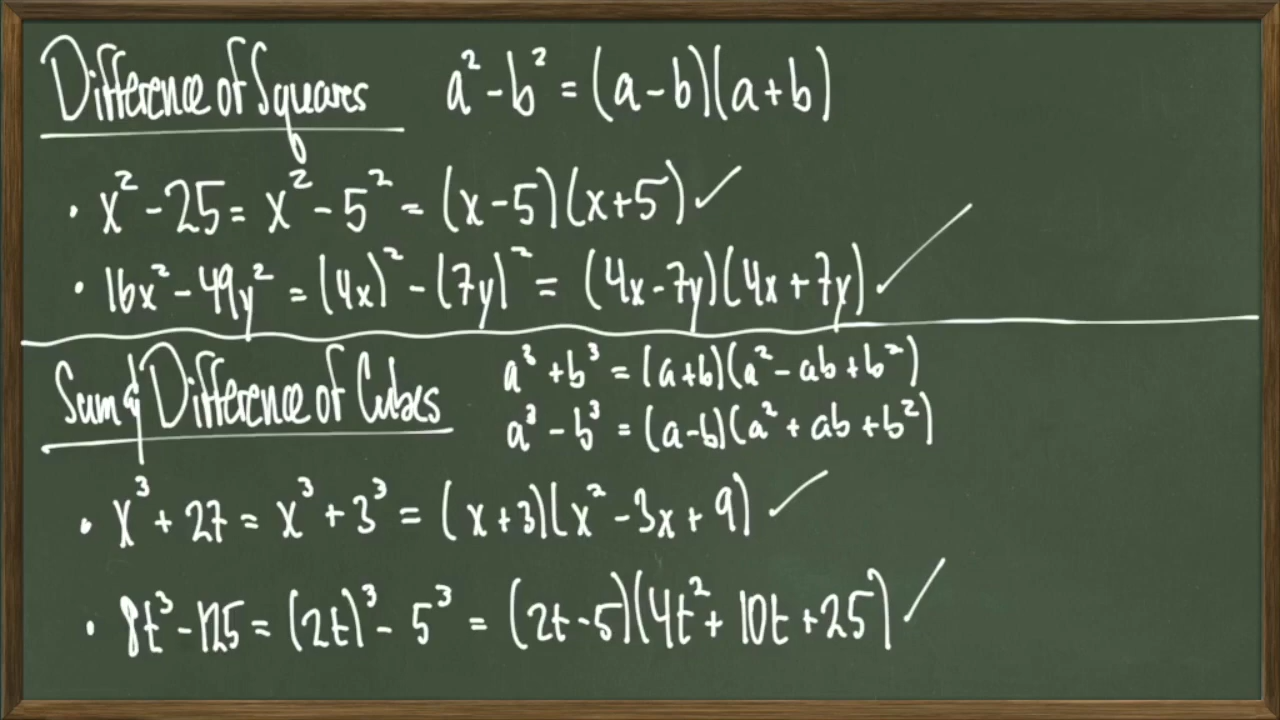 Difference of Squares a² - b² = (a-b)(a+b)
• x² - 25 = x² - 5² = (x-5)(x+5) ✓
• 16x² - 49y² = (4x)² - (7y)² = (4x-7y)(4x+7y) ✓
Sum & Difference of Cubes
a³ + b³ = (a+b)(a² - ab + b²)
a³ - b³ = (a-b)(a² + ab + b²)
• x³ + 27 = x³ + 3³ = (x+3)(x² - 3x + 9) ✓
• 8t³ - 125 = (2t)³ - 5³ = (2t-5)(4t² + 10t + 25) ✓